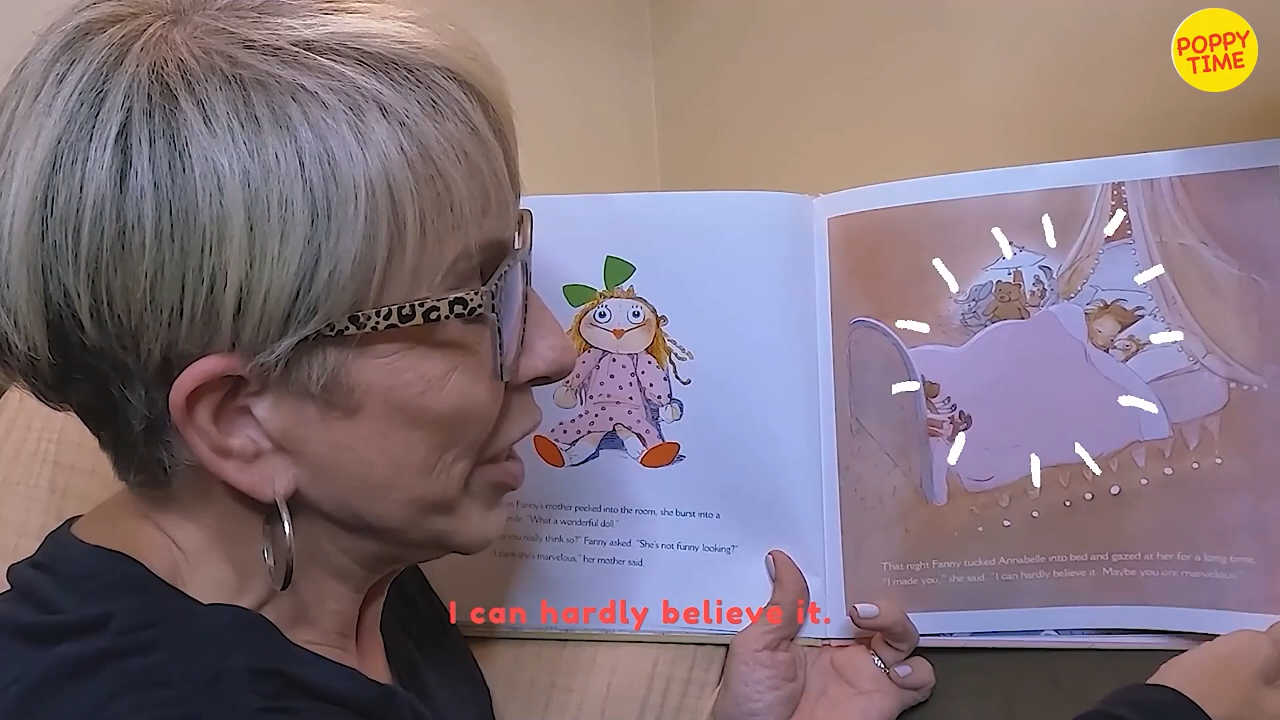 POPPY
TIME
Fanny's mother peeked into the room, she burst into a
"What a wonderful doll."
you really think so?" Fanny asked. "She's not funny looking?"
think she's marvelous," her mother said.
That night Fanny tucked Annabelle into bed and gazed at her for a long time.
"I made you," she said. "I can hardly believe it. Maybe you are marvelous."
I can hardly believe it.